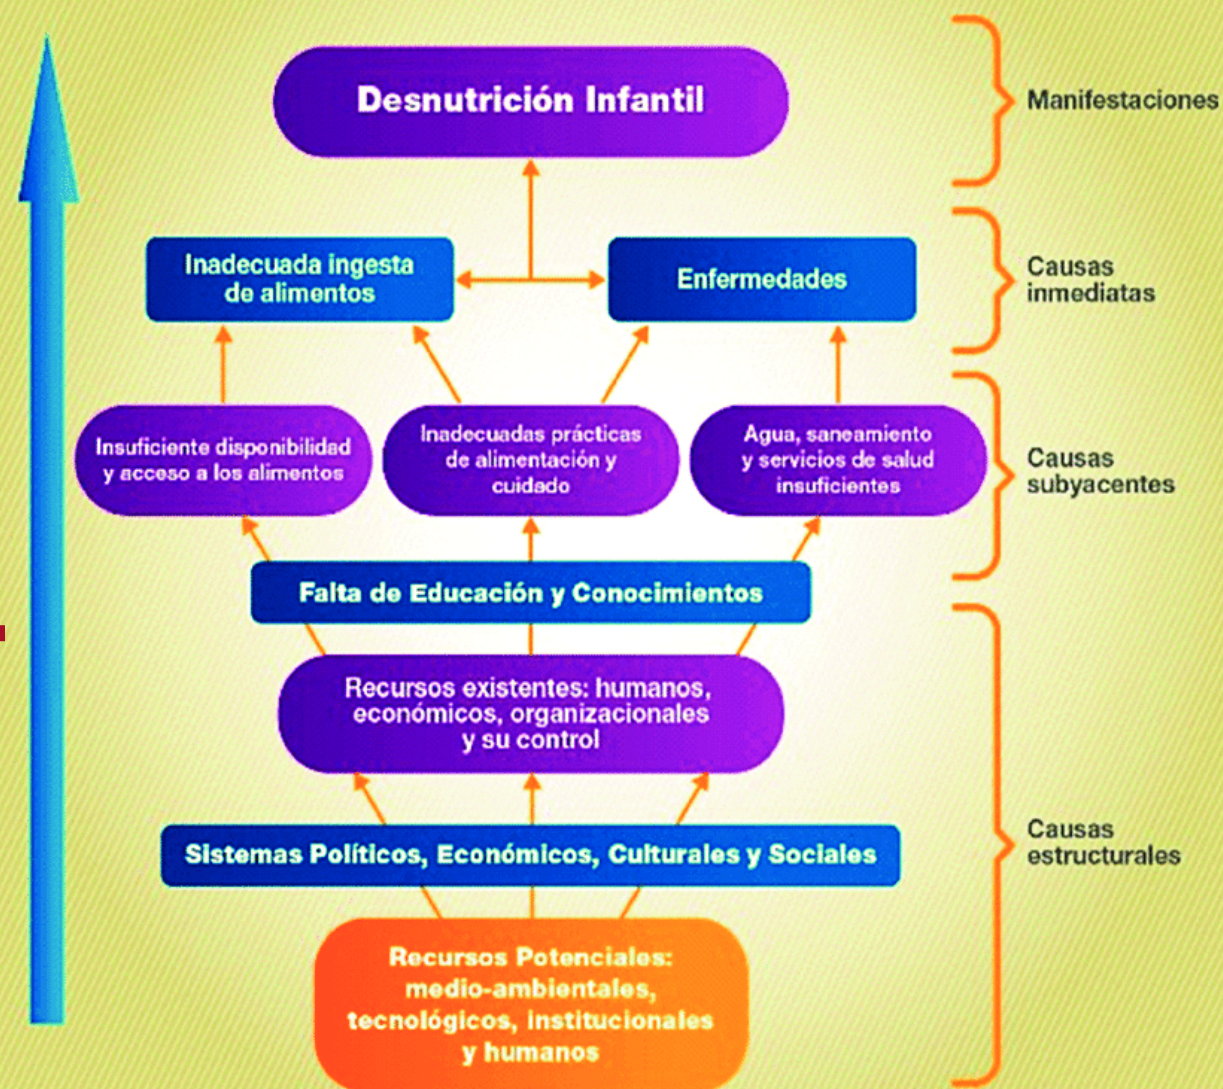 Desnutrición Infantil
Manifestaciones
Inadecuada ingesta
de alimentos
Enfermedades
Causas
inmediatas
Insuficiente disponibilidad
y acceso a los alimentos
Inadecuadas prácticas
de alimentación y
cuidado
Agua, saneamiento
y servicios de salud
insuficientes
Causas
subyacentes
Falta de Educación y Conocimientos
Recursos existentes: humanos,
económicos, organizacionales
y su control
Sistemas Políticos, Económicos, Culturales y Sociales
Causas
estructurales
Recursos Potenciales:
medio-ambientales,
tecnológicos, institucionales
y humanos